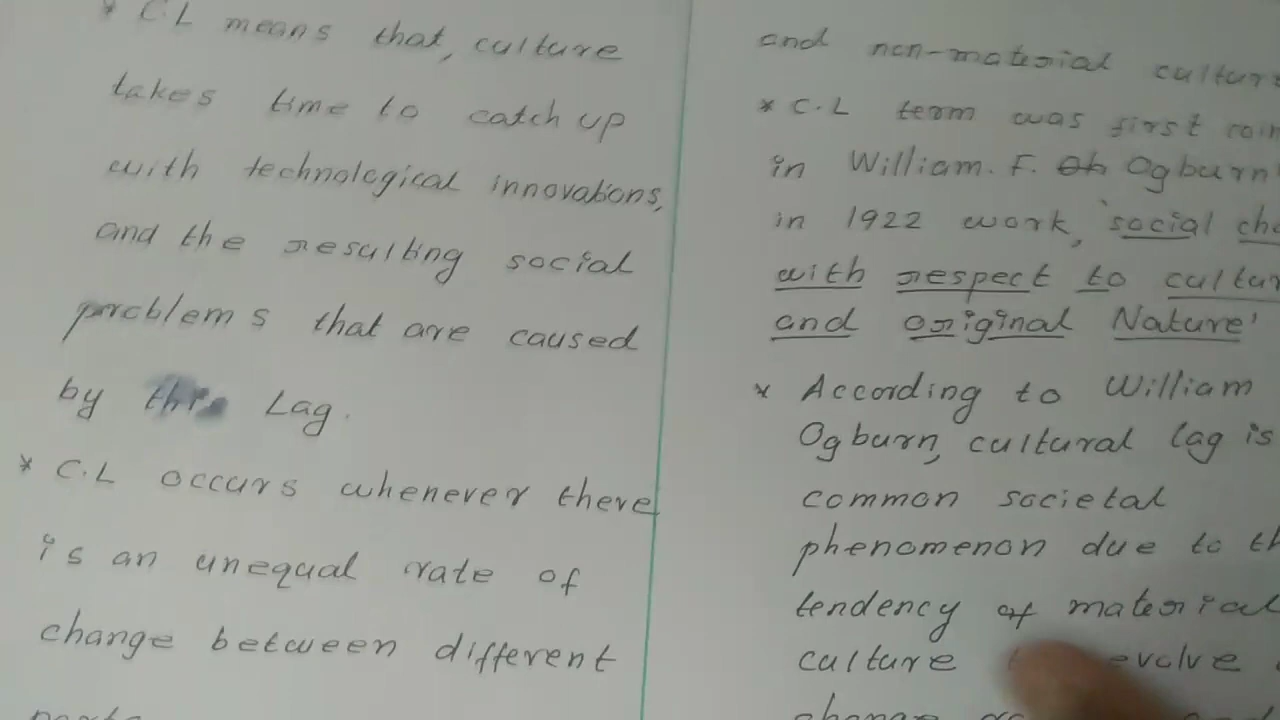 * C.L means that, culture
takes time to catch up
with technological innovations,
and the resulting social
problems that are caused
by this Lag.
* C.L occurs whenever there
is an unequal rate of
change between different
and non-material
* C.L term was first
in William. F. Ogburn'
in 1922 work, 'social
with respect to
and original Nature'
* According to William
Ogburn, cultural lag is
common societal
phenomenon due to
tendency of material
culture evolve